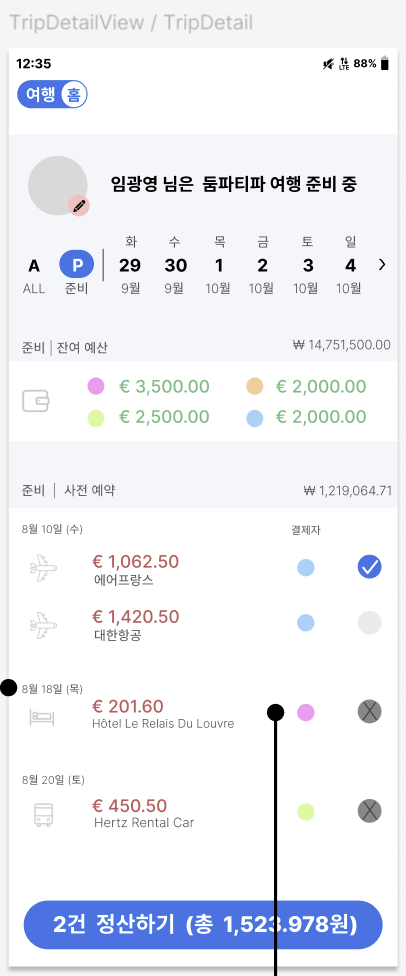 TripDetailView / TripDetail
12:35 LTE 88%
여행 홈
임광영 님은 둠파티파 여행 준비 중
화 수 목 금 토 일
A P 29 30 1 2 3 4
ALL 준비 9월 9월 10월 10월 10월 10월
준비 | 잔여 예산 ₩ 14,751,500.00
€ 3,500.00 € 2,000.00
€ 2,500.00 € 2,000.00
준비 | 사전 예약 ₩ 1,219,064.71
8월 10일 (수) 결제자
€ 1,062.50
에어프랑스
€ 1,420.50
대한항공
8월 18일 (목)
€ 201.60
Hôtel Le Relais Du Louvre
8월 20일 (토)
€ 450.50
Hertz Rental Car
2건 정산하기 (총 1,523.978원)